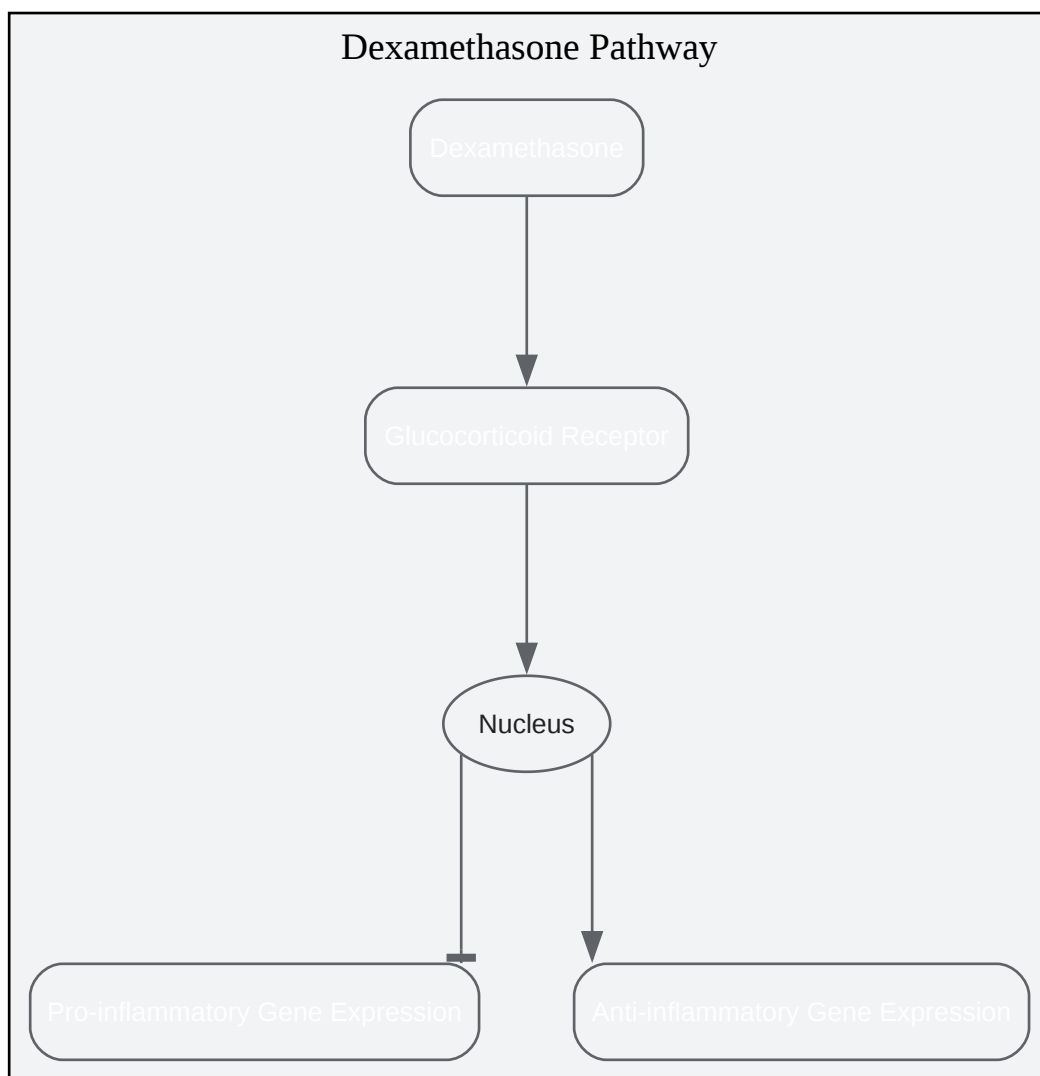 Dexamethasone Pathway
Dexamethasone
Glucocorticoid Receptor
Nucleus
Pro-inflammatory Gene Expression
Anti-inflammatory Gene Expression